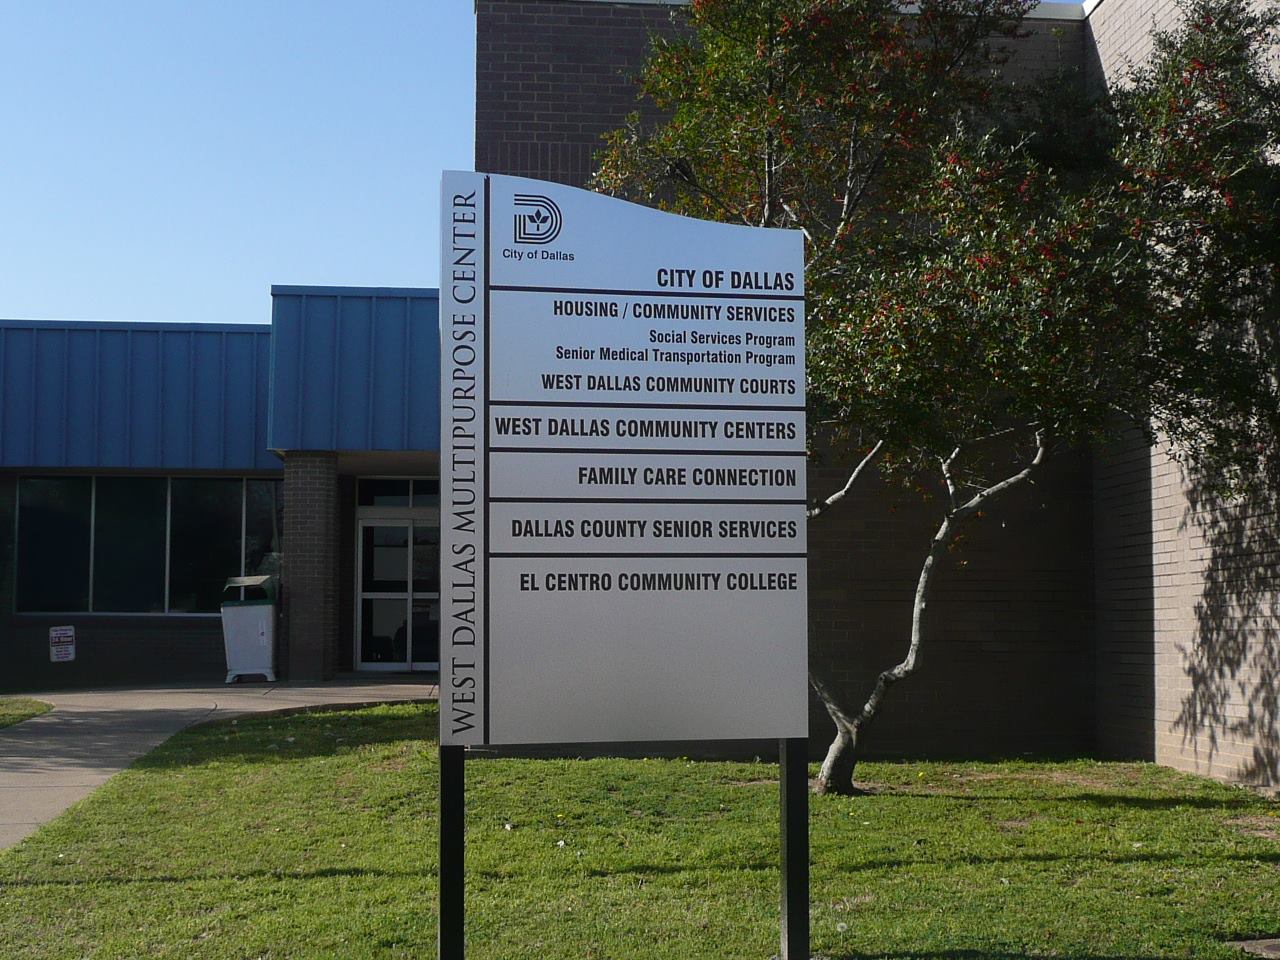 WEST DALLAS MULTIPURPOSE CENTER
City of Dallas
CITY OF DALLAS
HOUSING / COMMUNITY SERVICES
Social Services Program
Senior Medical Transportation Program
WEST DALLAS COMMUNITY COURTS
WEST DALLAS COMMUNITY CENTERS
FAMILY CARE CONNECTION
DALLAS COUNTY SENIOR SERVICES
EL CENTRO COMMUNITY COLLEGE